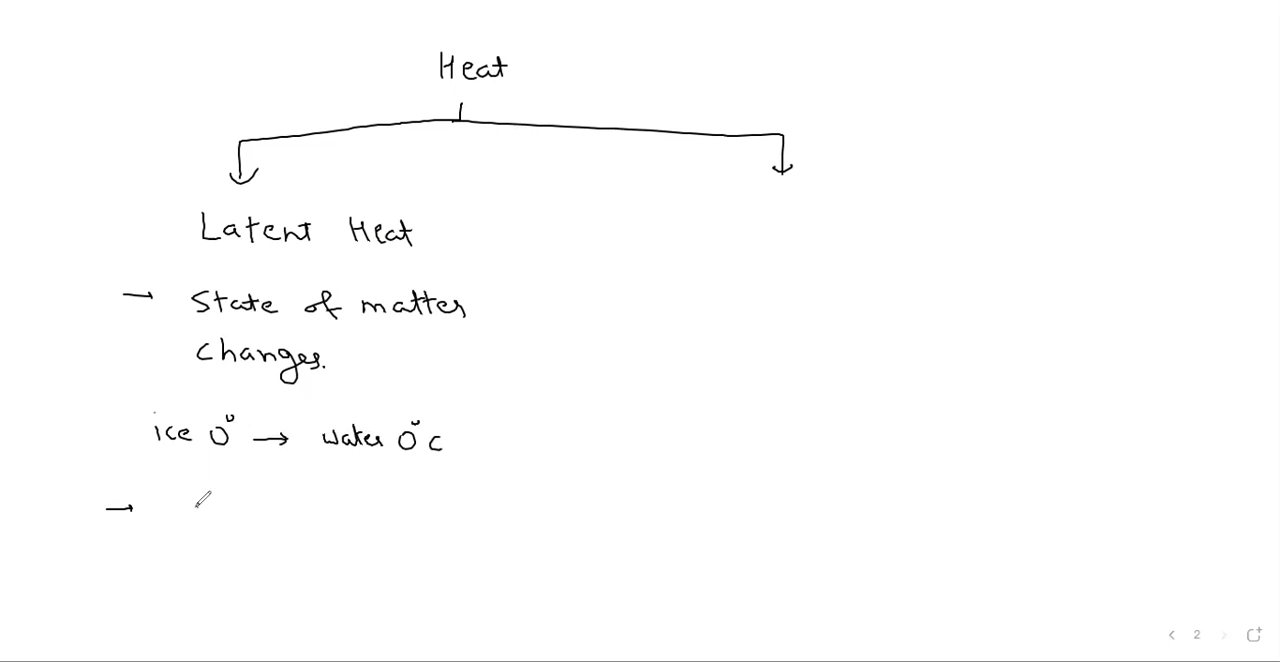 Heat
Latent Heat
→ State of matter
changes.
ice 0° → water 0°c
→
2